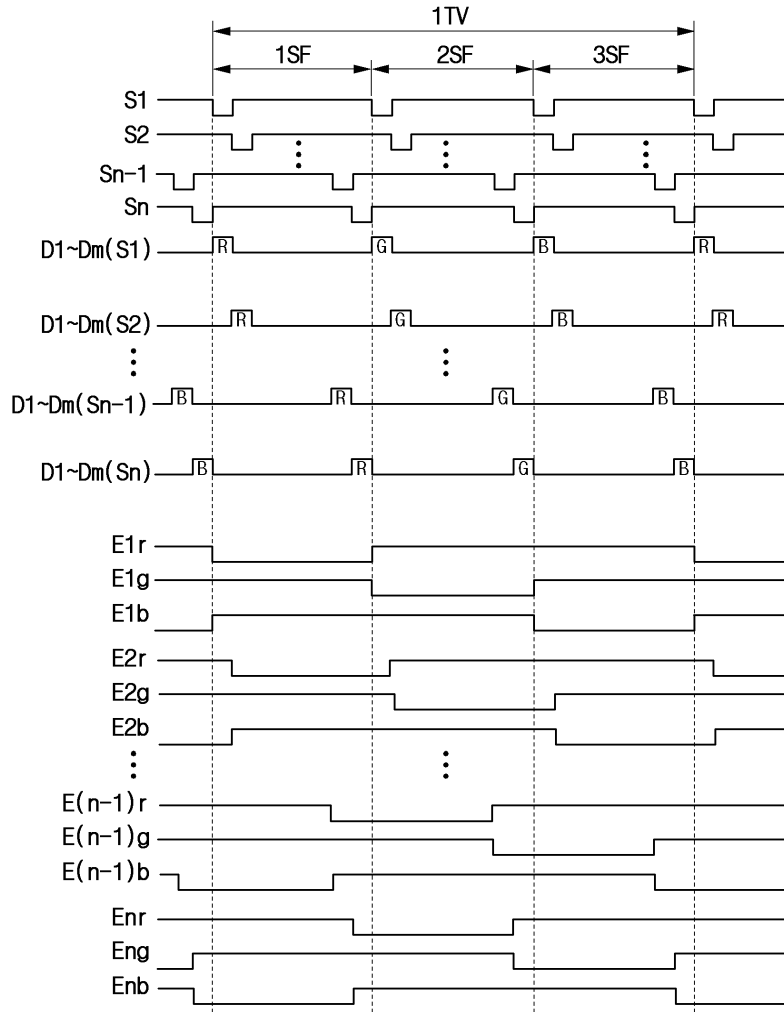 1TV
1SF 2SF 3SF
S1
S2
Sn-1
Sn
D1~Dm(S1) R G B R
D1~Dm(S2) R G B R
D1~Dm(Sn-1) B R G B
D1~Dm(Sn) B R G B
E1r
E1g
E1b
E2r
E2g
E2b
E(n-1)r
E(n-1)g
E(n-1)b
Enr
Eng
Enb